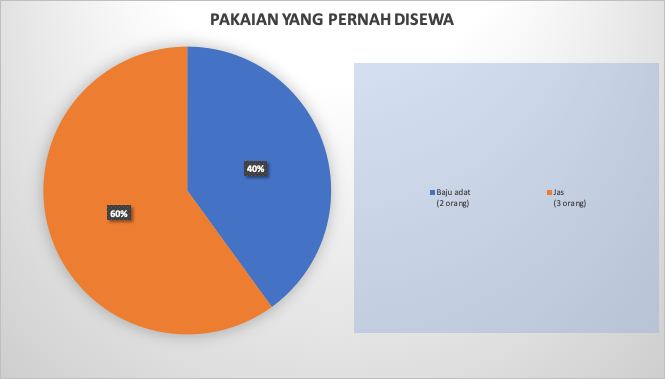 PAKAIAN YANG PERNAH DISEWA
40%
60%
Baju adat
(2 orang)
Jas
(3 orang)